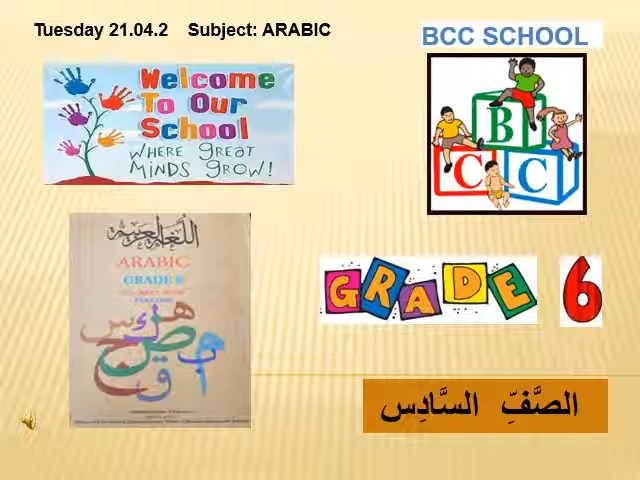 Tuesday 21.04.2 Subject: ARABIC
BCC SCHOOL
Welcome
To Our
School
WHERE GREAT
MINDS GROW!
B
C C
اللغة العربية
ARABIC
GRADE 6
GRADE 6
الصَّفِّ السَّادِس